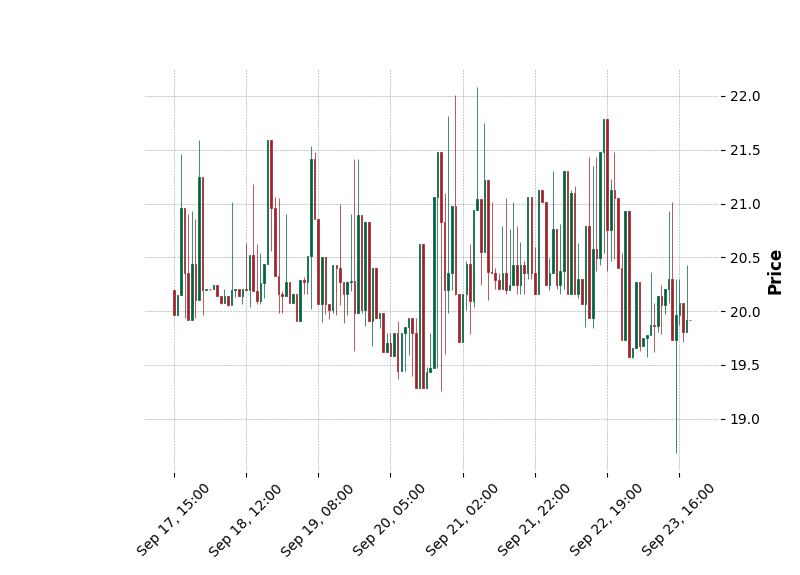 22.0
21.5
21.0
20.5
20.0
19.5
19.0
Price
Sep 17, 15:00
Sep 18, 12:00
Sep 19, 08:00
Sep 20, 05:00
Sep 21, 02:00
Sep 21, 22:00
Sep 22, 19:00
Sep 23, 16:00